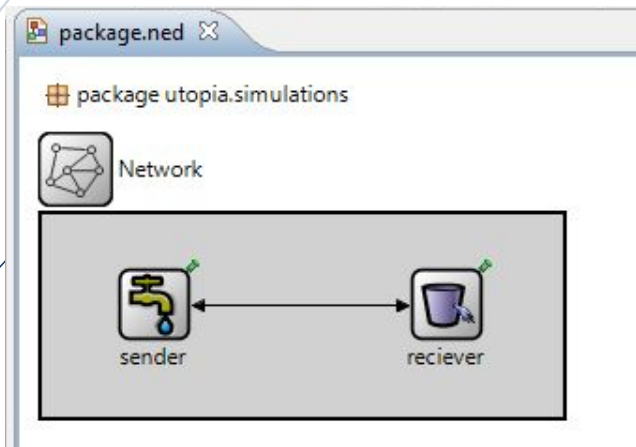 package.ned
package utopia.simulations
Network
sender
reciever